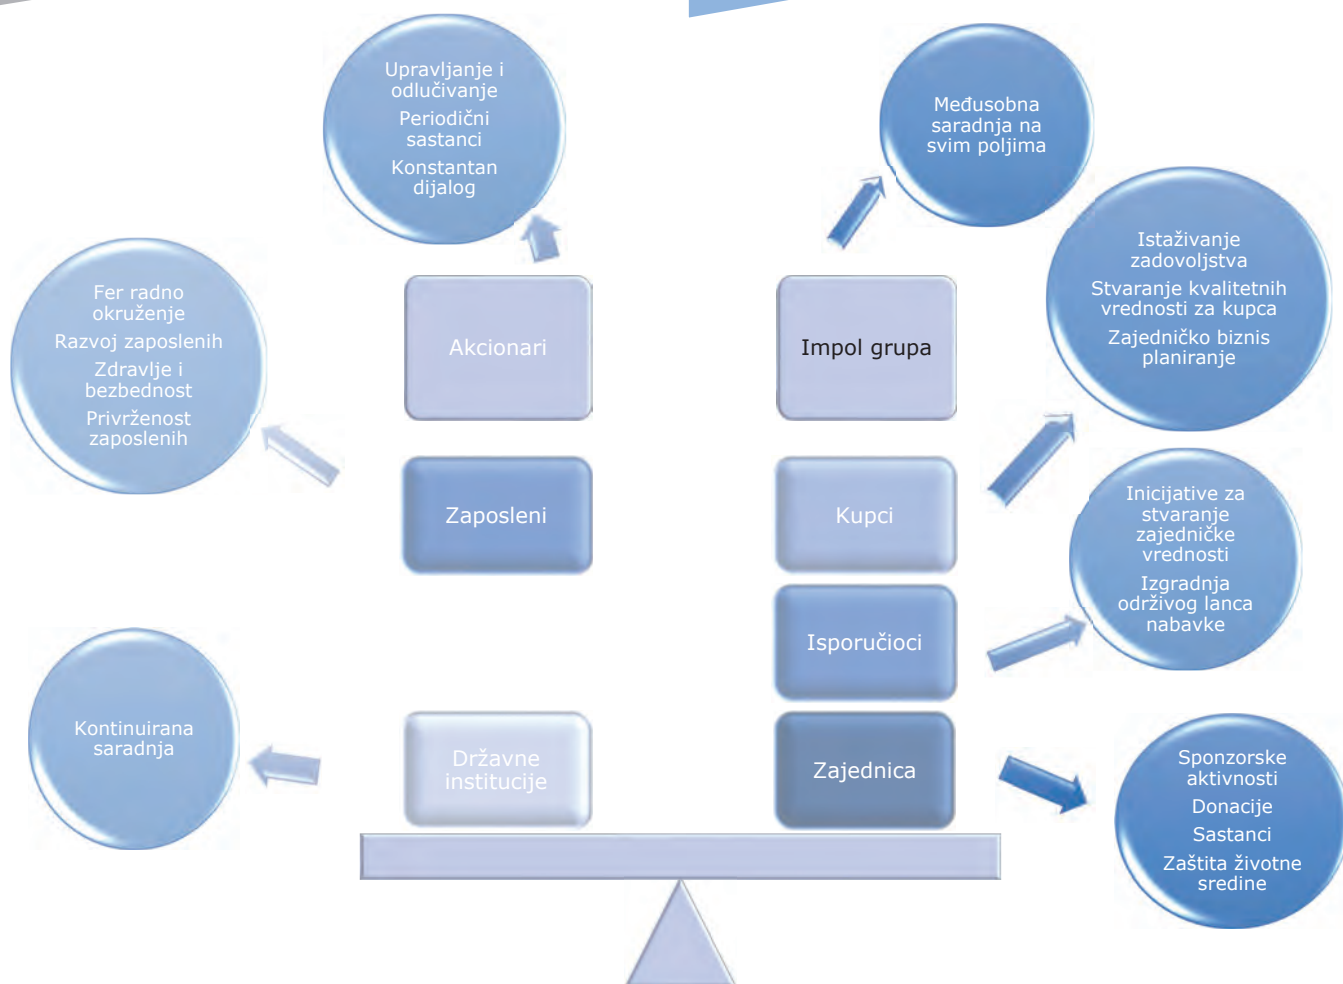 Upravljanje i
odlučivanje
Periodični
sastanci
Konstantan
dijalog
Međusobna
saradnja na
svim poljima
Fer radno
okruženje
Razvoj zaposlenih
Zdravlje i
bezbednost
Privrženost
zaposlenih
Akcionari
Impol grupa
Istaživanje
zadovoljstva
Stvaranje kvalitetnih
vrednosti za kupca
Zajedničko biznis
planiranje
Zaposleni
Kupci
Inicijative za
stvaranje
zajedničke
vrednosti
Izgradnja
održivog lanca
nabavke
Isporučioci
Kontinuirana
saradnja
Državne
institucije
Zajednica
Sponzorske
aktivnosti
Donacije
Sastanci
Zaštita životne
sredine